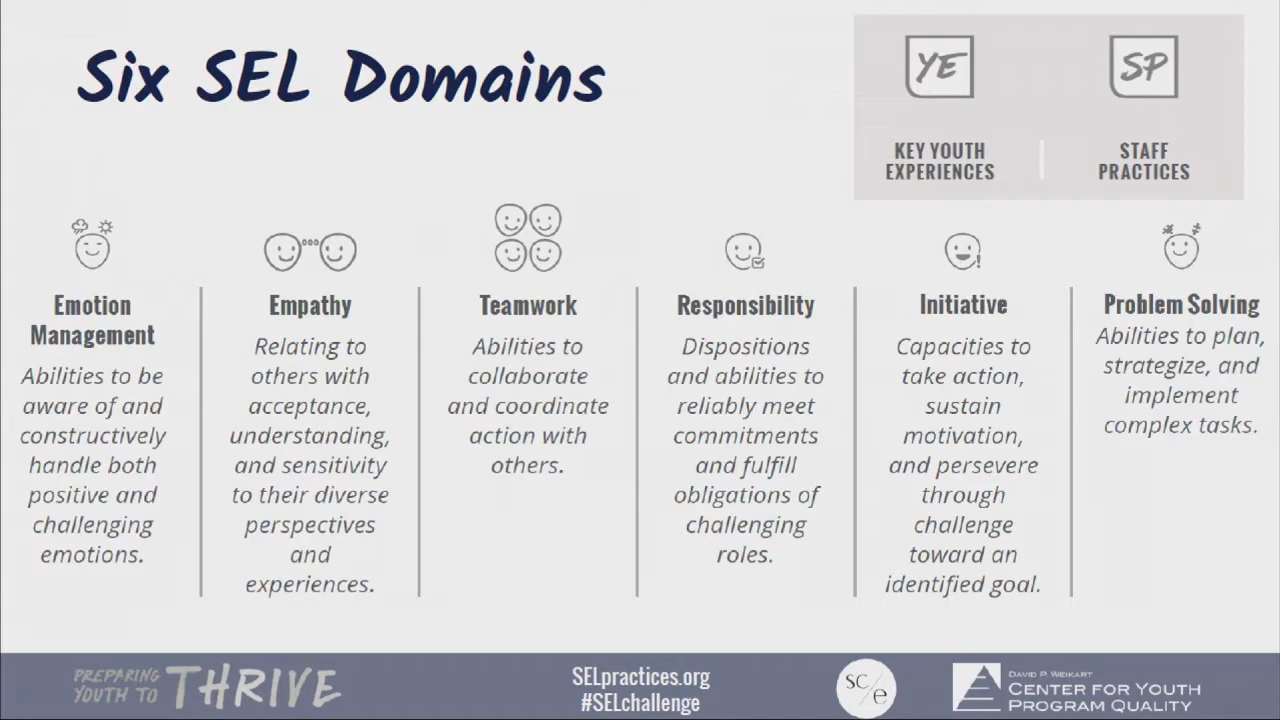 Six SEL Domains
YE
SP
KEY YOUTH
EXPERIENCES
STAFF
PRACTICES
Emotion
Management
Abilities to be
aware of and
constructively
handle both
positive and
challenging
emotions.
Empathy
Relating to
others with
acceptance,
understanding,
and sensitivity
to their diverse
perspectives
and
experiences.
Teamwork
Abilities to
collaborate
and coordinate
action with
others.
Responsibility
Dispositions
and abilities to
reliably meet
commitments
and fulfill
obligations of
challenging
roles.
Initiative
Capacities to
take action,
sustain
motivation,
and persevere
through
challenge
toward an
identified goal.
Problem Solving
Abilities to plan,
strategize, and
implement
complex tasks.
PREPARING
YOUTH TO
THRIVE
SELpractices.org
#SELchallenge
sc/e
DAVID P. WEIKART
CENTER FOR YOUTH
PROGRAM QUALITY